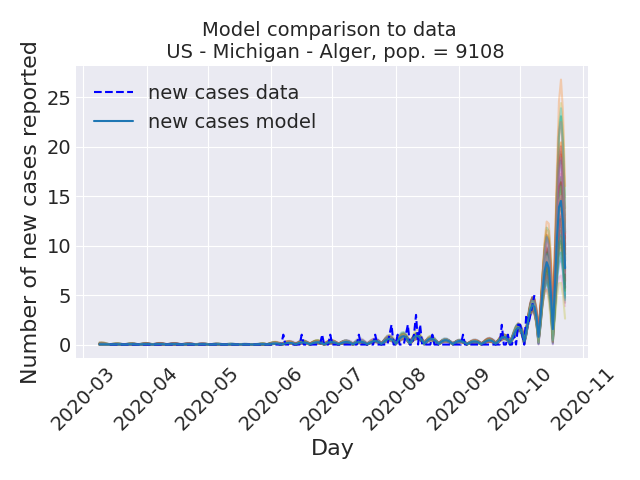 Model comparison to data
US - Michigan - Alger, pop. = 9108
Number of new cases reported
25
20
15
10
5
0
new cases data
new cases model
2020-03
2020-04
2020-05
2020-06
2020-07
2020-08
2020-09
2020-10
2020-11
Day